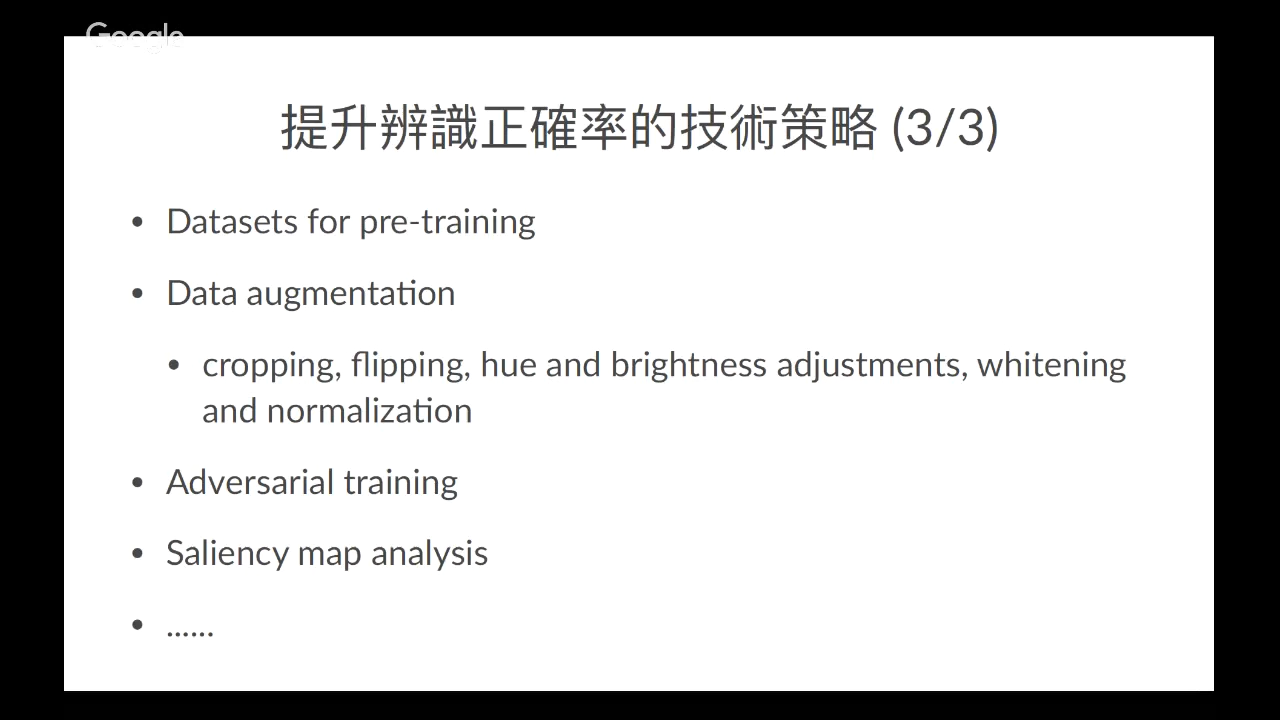 Google
提升辨識正確率的技術策略 (3/3)
• Datasets for pre-training
• Data augmentation
• cropping, flipping, hue and brightness adjustments, whitening
and normalization
• Adversarial training
• Saliency map analysis
• ......